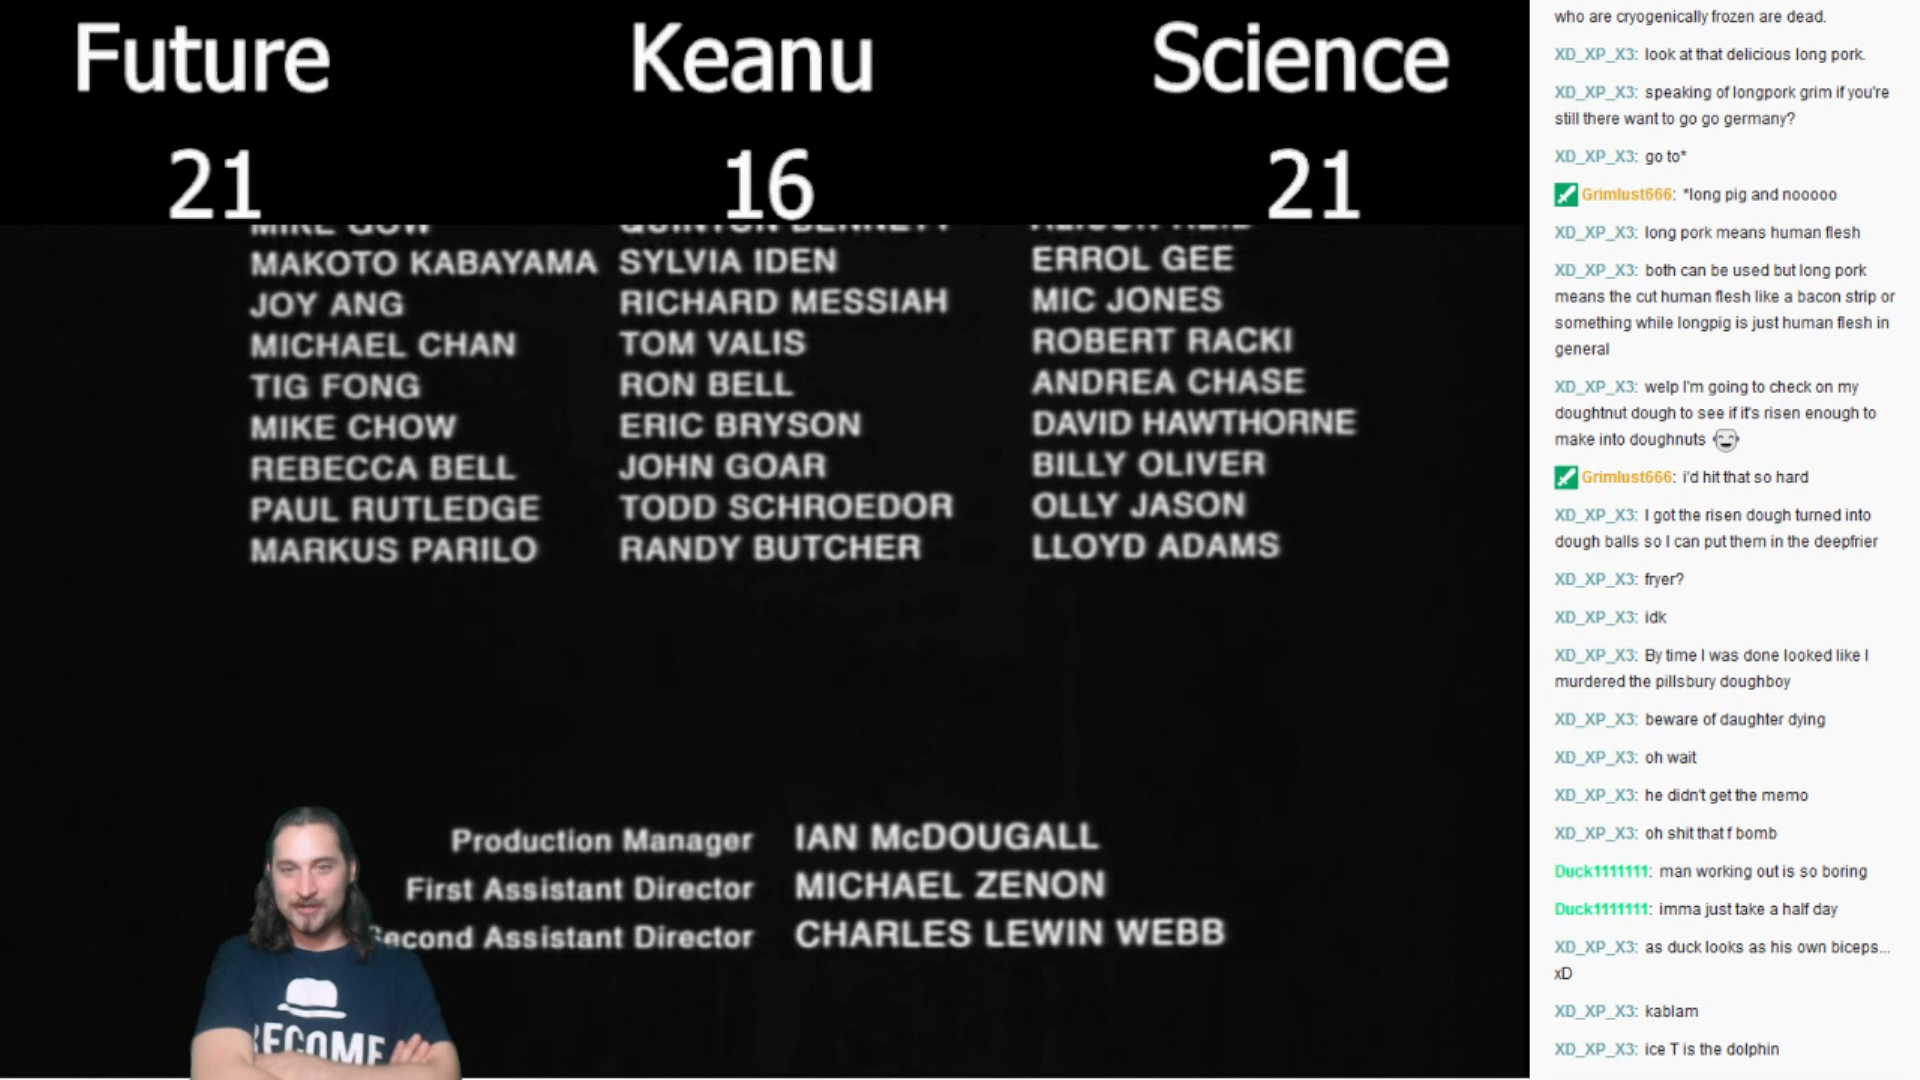 Future Keanu Science
21 16 21
MIKE GOW QUINTON BENNETT ALISON REID
MAKOTO KABAYAMA SYLVIA IDEN ERROL GEE
JOY ANG RICHARD MESSIAH MIC JONES
MICHAEL CHAN TOM VALIS ROBERT RACKI
TIG FONG RON BELL ANDREA CHASE
MIKE CHOW ERIC BRYSON DAVID HAWTHORNE
REBECCA BELL JOHN GOAR BILLY OLIVER
PAUL RUTLEDGE TODD SCHROEDOR OLLY JASON
MARKUS PARILO RANDY BUTCHER LLOYD ADAMS
Production Manager IAN McDOUGALL
First Assistant Director MICHAEL ZENON
Second Assistant Director CHARLES LEWIN WEBB
BECOME
who are cryogenically frozen are dead.
XD_XP_X3: look at that delicious long pork.
XD_XP_X3: speaking of longpork grim if you're
still there want to go go germany?
XD_XP_X3: go to*
Grimlust666: *long pig and nooooo
XD_XP_X3: long pork means human flesh
XD_XP_X3: both can be used but long pork
means the cut human flesh like a bacon strip or
something while longpig is just human flesh in
general
XD_XP_X3: welp I'm going to check on my
doughtnut dough to see if it's risen enough to
make into doughnuts
Grimlust666: i'd hit that so hard
XD_XP_X3: I got the risen dough turned into
dough balls so I can put them in the deepfrier
XD_XP_X3: fryer?
XD_XP_X3: idk
XD_XP_X3: By time I was done looked like I
murdered the pillsbury doughboy
XD_XP_X3: beware of daughter dying
XD_XP_X3: oh wait
XD_XP_X3: he didn't get the memo
XD_XP_X3: oh shit that f bomb
Duck1111111: man working out is so boring
Duck1111111: imma just take a half day
XD_XP_X3: as duck looks as his own biceps...
xD
XD_XP_X3: kablam
XD_XP_X3: ice T is the dolphin